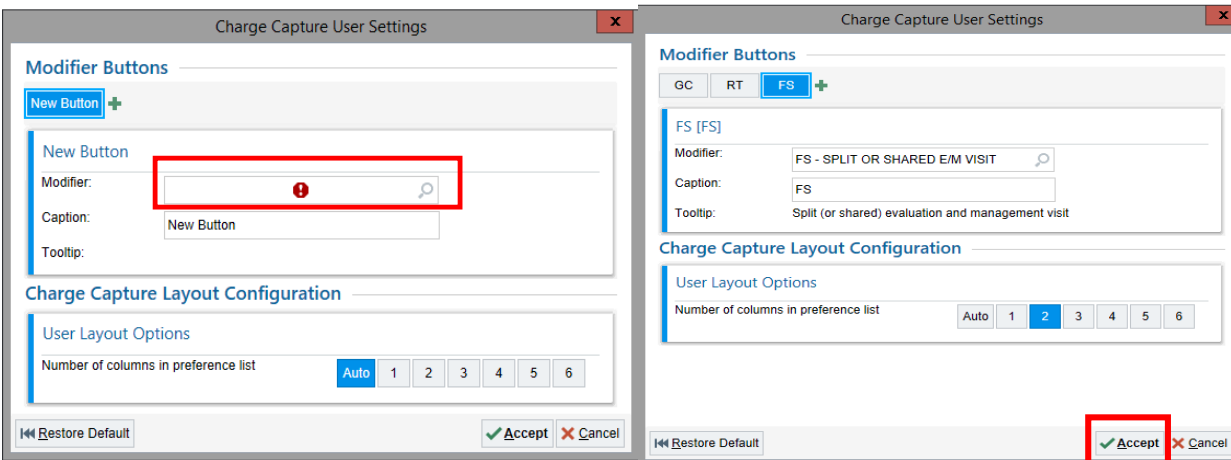 Charge Capture User Settings
x
Modifier Buttons
New Button
New Button
Modifier:
Caption:
New Button
Tooltip:
Charge Capture Layout Configuration
User Layout Options
Number of columns in preference list
Auto 1 2 3 4 5 6
Restore Default
Accept
Cancel
Charge Capture User Settings
x
Modifier Buttons
GC RT FS
FS [FS]
Modifier:
FS - SPLIT OR SHARED E/M VISIT
Caption:
FS
Tooltip:
Split (or shared) evaluation and management visit
Charge Capture Layout Configuration
User Layout Options
Number of columns in preference list
Auto 1 2 3 4 5 6
Restore Default
Accept
Cancel